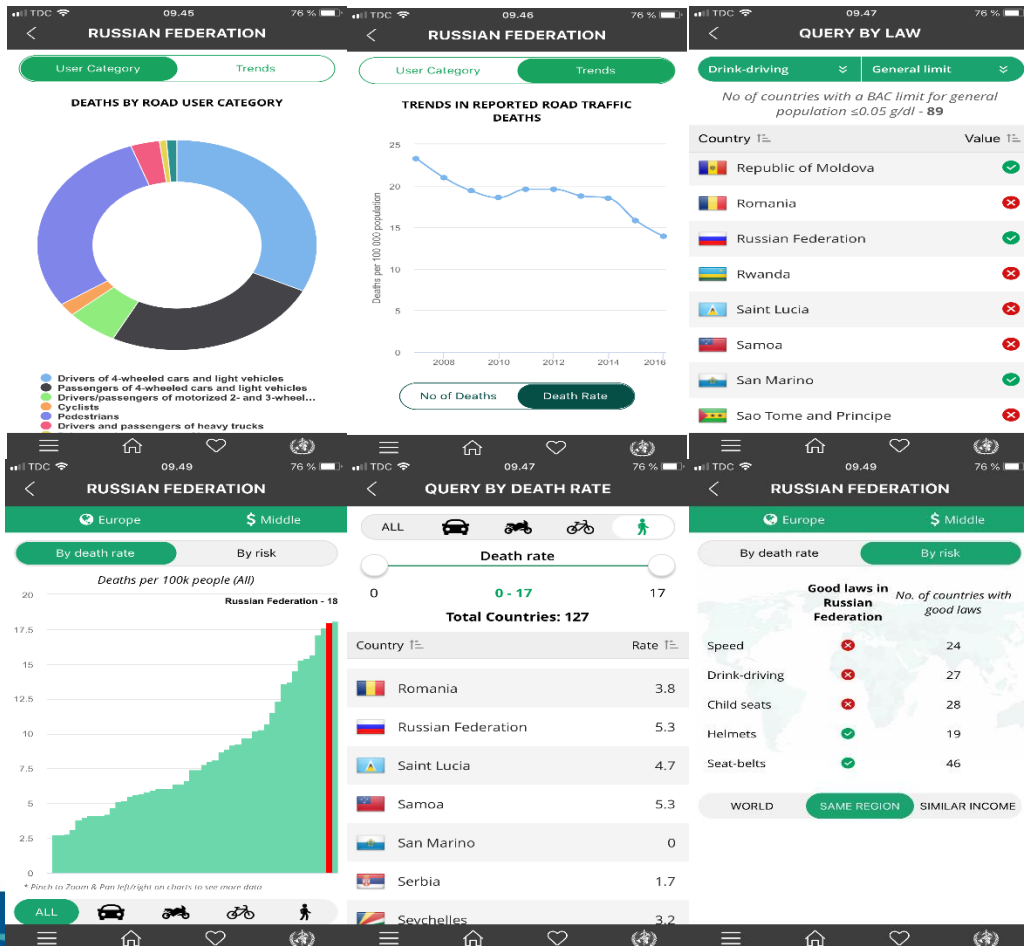 TDC 09.45 76 %
RUSSIAN FEDERATION
User Category Trends
DEATHS BY ROAD USER CATEGORY
Drivers of 4-wheeled cars and light vehicles
Passengers of 4-wheeled cars and light vehicles
Drivers/passengers of motorized 2- and 3-wheel...
Cyclists
Pedestrians
Drivers and passengers of heavy trucks
TDC 09.46 76 %
RUSSIAN FEDERATION
User Category Trends
TRENDS IN REPORTED ROAD TRAFFIC
DEATHS
Deaths per 100 000 population
25
20
15
10
5
0
2008 2010 2012 2014 2016
No of Deaths Death Rate
TDC 09.47 76 %
QUERY BY LAW
Drink-driving General limit
No of countries with a BAC limit for general
population ≤0.05 g/dl - 89
Country Value
Republic of Moldova
Romania
Russian Federation
Rwanda
Saint Lucia
Samoa
San Marino
Sao Tome and Principe
TDC 09.49 76 %
RUSSIAN FEDERATION
Europe $ Middle
By death rate By risk
Deaths per 100k people (All)
Russian Federation - 18
20
17.5
15
12.5
10
7.5
5
2.5
0
* Pinch to Zoom & Pan left/right on charts to see more data
ALL
TDC 09.47 76 %
QUERY BY DEATH RATE
ALL
Death rate
0 0 - 17 17
Total Countries: 127
Country Rate
Romania 3.8
Russian Federation 5.3
Saint Lucia 4.7
Samoa 5.3
San Marino 0
Serbia 1.7
Seychelles 3.2
TDC 09.49 76 %
RUSSIAN FEDERATION
Europe $ Middle
By death rate By risk
Good laws in
Russian
Federation
No. of countries with
good laws
Speed 24
Drink-driving 27
Child seats 28
Helmets 19
Seat-belts 46
WORLD SAME REGION SIMILAR INCOME